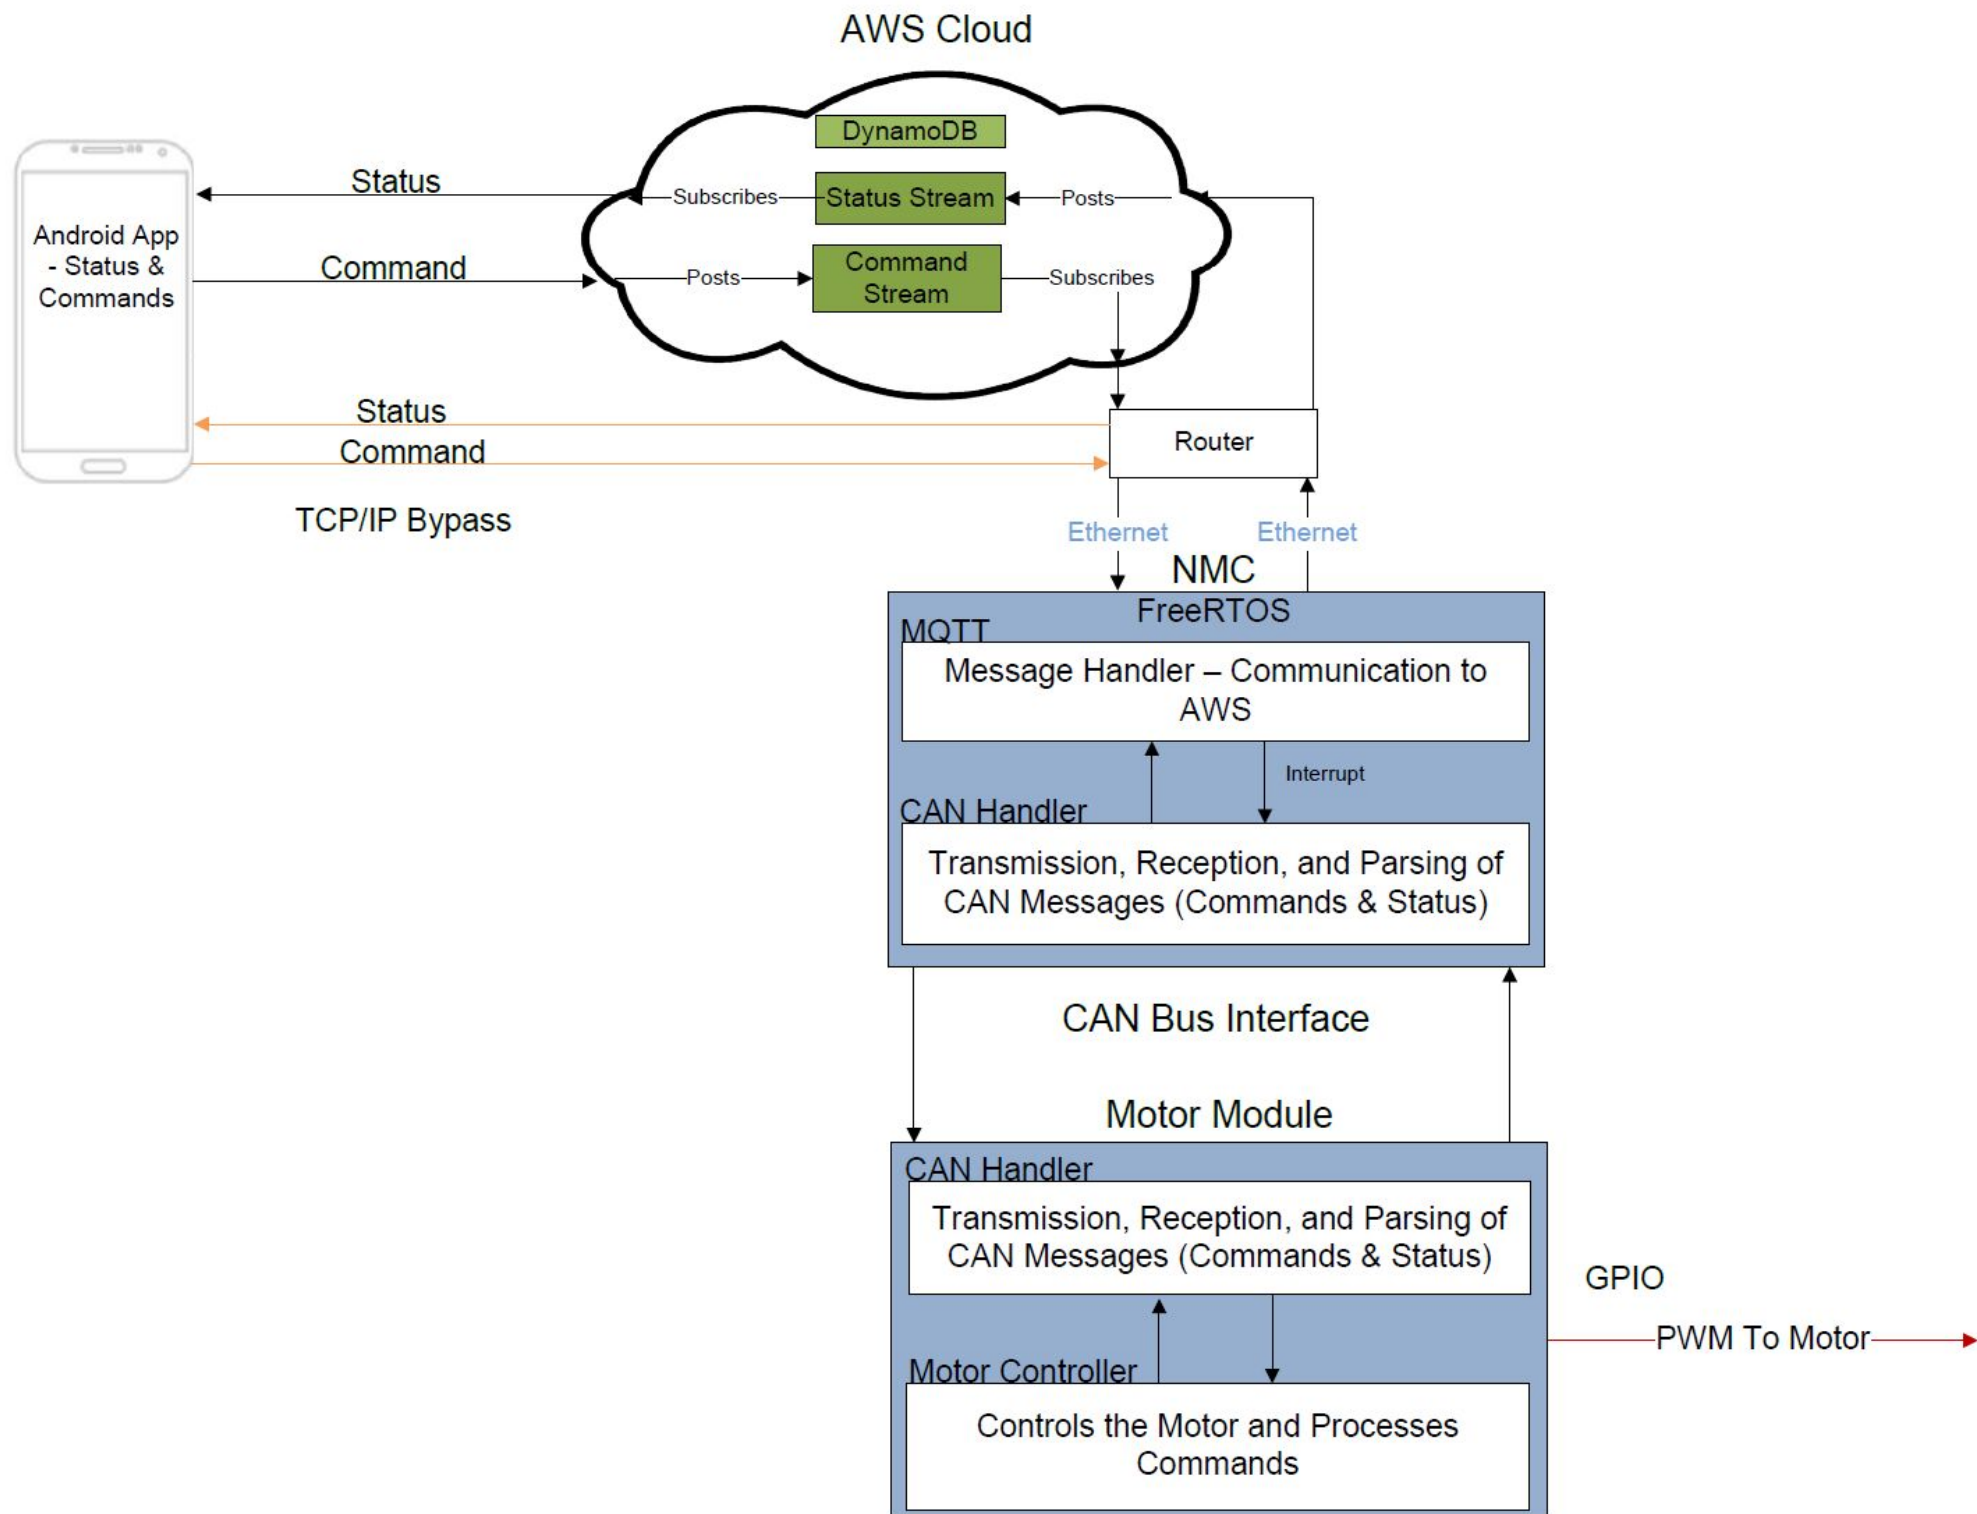 AWS Cloud
DynamoDB
Status
Subscribes
Status Stream
Posts
Android App
- Status &
Commands
Command
Posts
Command
Stream
Subscribes
Status
Command
Router
TCP/IP Bypass
Ethernet
Ethernet
NMC
FreeRTOS
MQTT
Message Handler – Communication to
AWS
Interrupt
CAN Handler
Transmission, Reception, and Parsing of
CAN Messages (Commands & Status)
CAN Bus Interface
Motor Module
CAN Handler
Transmission, Reception, and Parsing of
CAN Messages (Commands & Status)
GPIO
PWM To Motor
Motor Controller
Controls the Motor and Processes
Commands